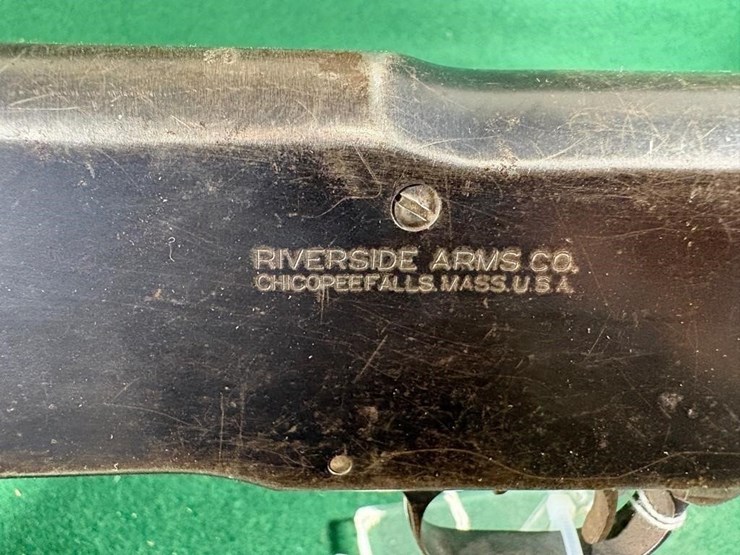 RIVERSIDE ARMS CO.
CHICOPEE FALLS. MASS. U.S.A.